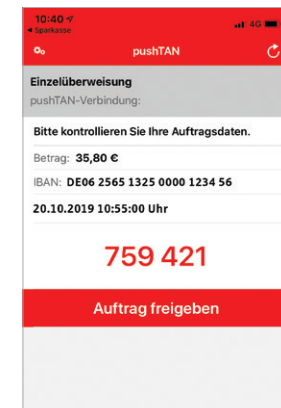 10:40
◀ Sparkasse
4G
pushTAN
Einzelüberweisung
pushTAN-Verbindung:
Bitte kontrollieren Sie Ihre Auftragsdaten.
Betrag: 35,80 €
IBAN: DE06 2565 1325 0000 1234 56
20.10.2019 10:55:00 Uhr
759 421
Auftrag freigeben